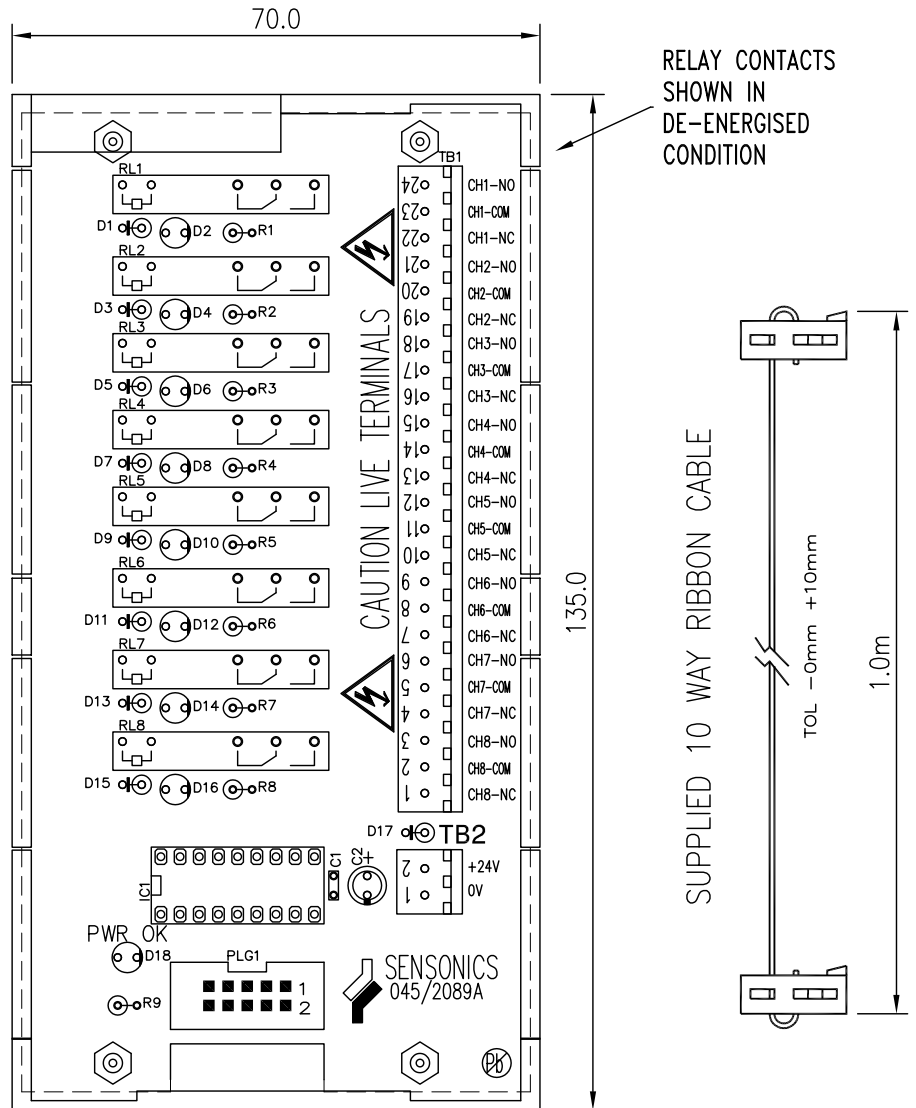 70.0
RELAY CONTACTS
SHOWN IN
DE-ENERGISED
CONDITION
TB1
RL1
D1 D2 R1
RL2
D3 D4 R2
RL3
D5 D6 R3
RL4
D7 D8 R4
RL5
D9 D10 R5
RL6
D11 D12 R6
RL7
D13 D14 R7
RL8
D15 D16 R8
CAUTION LIVE TERMINALS
24 CH1-NO
23 CH1-COM
22 CH1-NC
21 CH2-NO
20 CH2-COM
19 CH2-NC
18 CH3-NO
17 CH3-COM
16 CH3-NC
15 CH4-NO
14 CH4-COM
13 CH4-NC
12 CH5-NO
11 CH5-COM
10 CH5-NC
9 CH6-NO
8 CH6-COM
7 CH6-NC
6 CH7-NO
5 CH7-COM
4 CH7-NC
3 CH8-NO
2 CH8-COM
1 CH8-NC
D17 TB2
2 +24V
1 0V
IC1
C1
C2
+
PWR OK
D18
R9
PLG1
1
2
SENSONICS
045/2089A
Pb
135.0
SUPPLIED 10 WAY RIBBON CABLE
TOL -0mm +10mm
1.0m